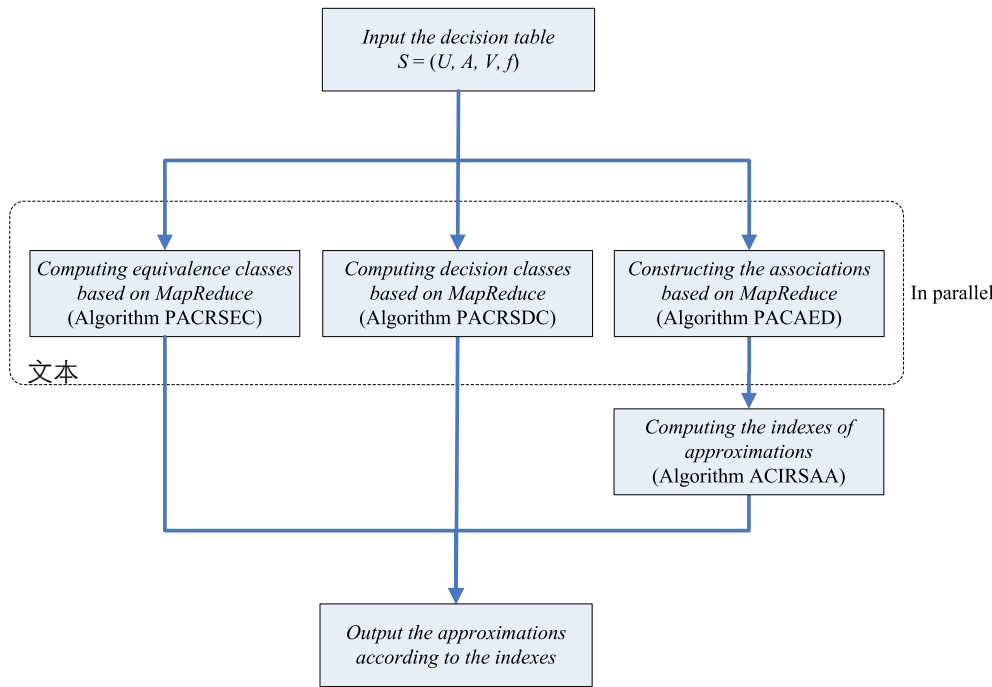 Input the decision table
S = (U, A, V, f)
Computing equivalence classes
based on MapReduce
(Algorithm PACRSEC)
Computing decision classes
based on MapReduce
(Algorithm PACRSDC)
Constructing the associations
based on MapReduce
(Algorithm PACAED)
In parallel
文本
Computing the indexes of
approximations
(Algorithm ACIRSAA)
Output the approximations
according to the indexes